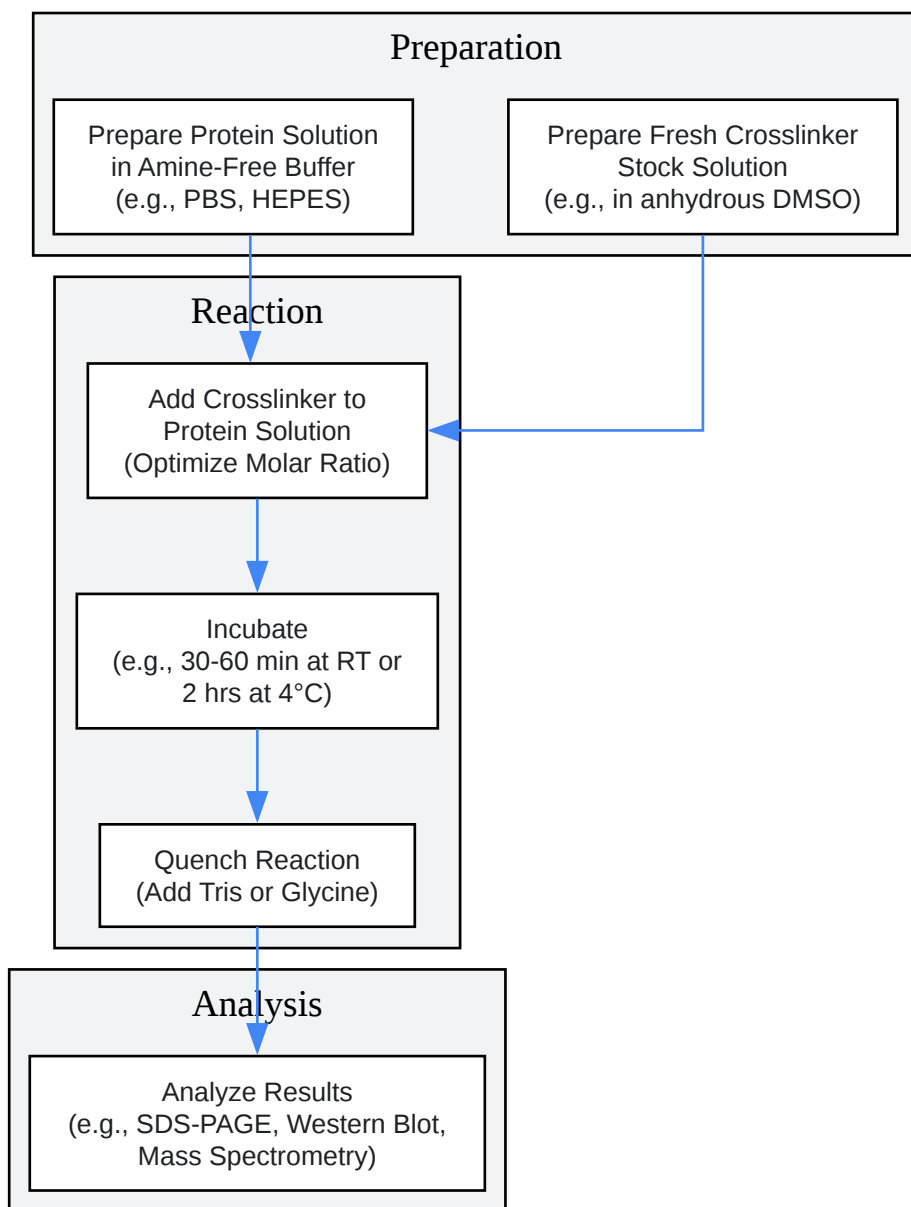 Preparation
Prepare Protein Solution
in Amine-Free Buffer
(e.g., PBS, HEPES)
Prepare Fresh Crosslinker
Stock Solution
(e.g., in anhydrous DMSO)
Reaction
Add Crosslinker to
Protein Solution
(Optimize Molar Ratio)
Incubate
(e.g., 30-60 min at RT or
2 hrs at 4°C)
Quench Reaction
(Add Tris or Glycine)
Analysis
Analyze Results
(e.g., SDS-PAGE, Western Blot,
Mass Spectrometry)